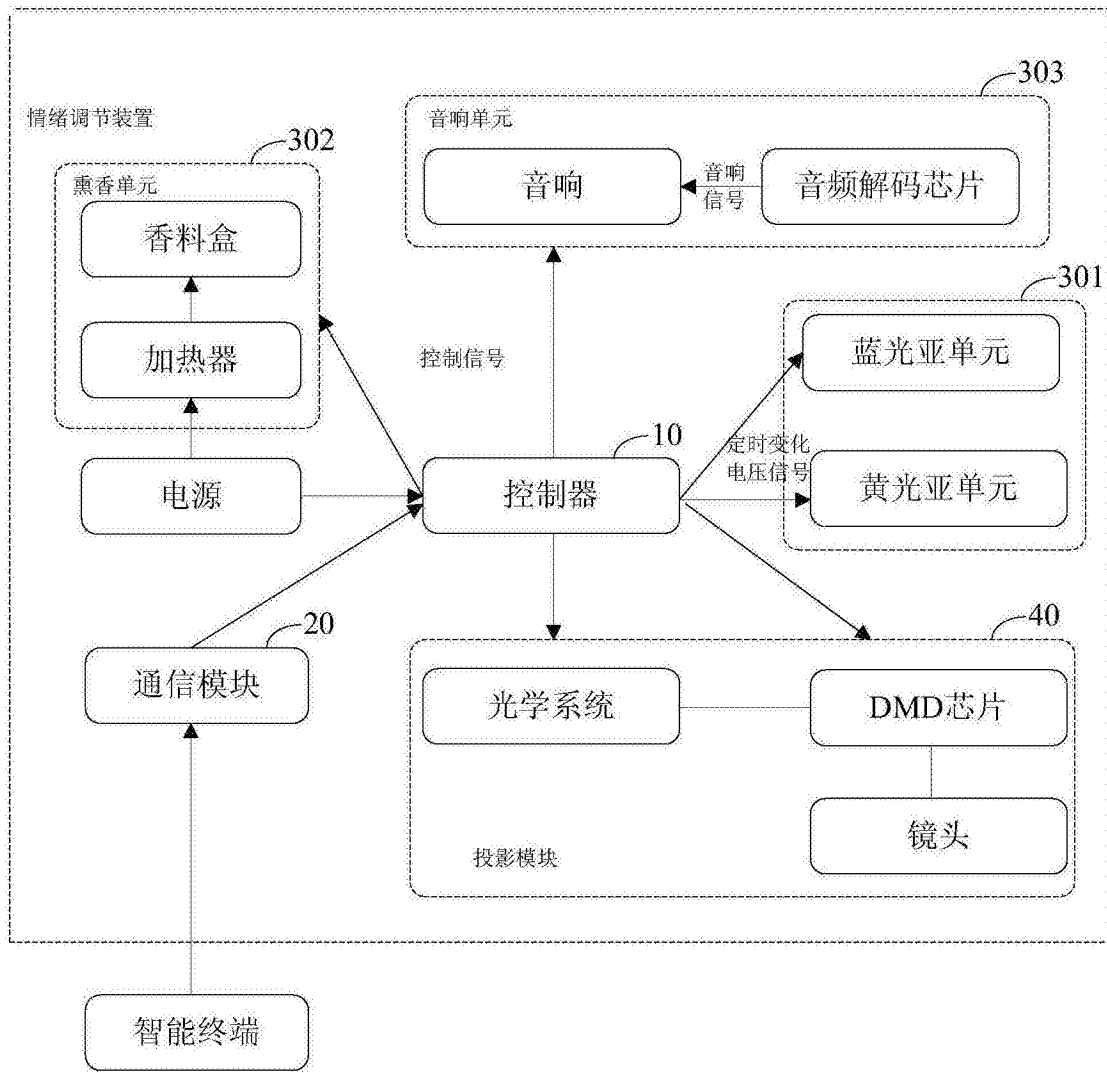 303
情绪调节装置
音响单元
302
熏香单元
音响
音响
信号
音频解码芯片
香料盒
301
加热器
控制信号
蓝光亚单元
10
定时变化
电压信号
电源
控制器
黄光亚单元
20
40
通信模块
光学系统
DMD芯片
镜头
投影模块
智能终端